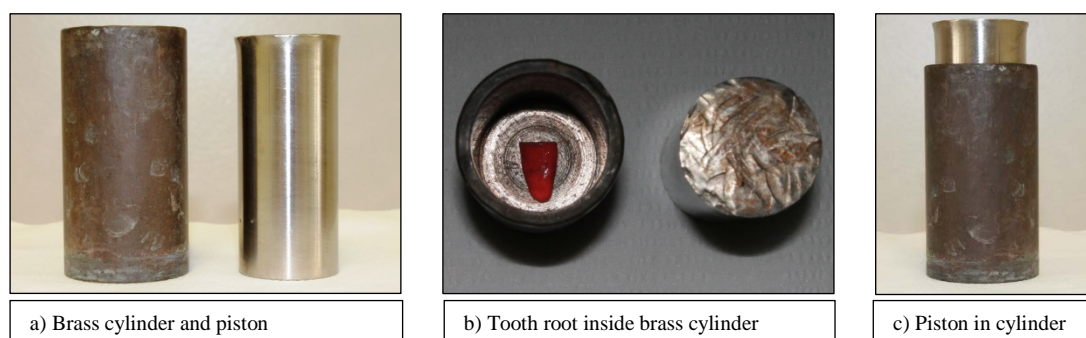 a) Brass cylinder and piston
b) Tooth root inside brass cylinder
c) Piston in cylinder